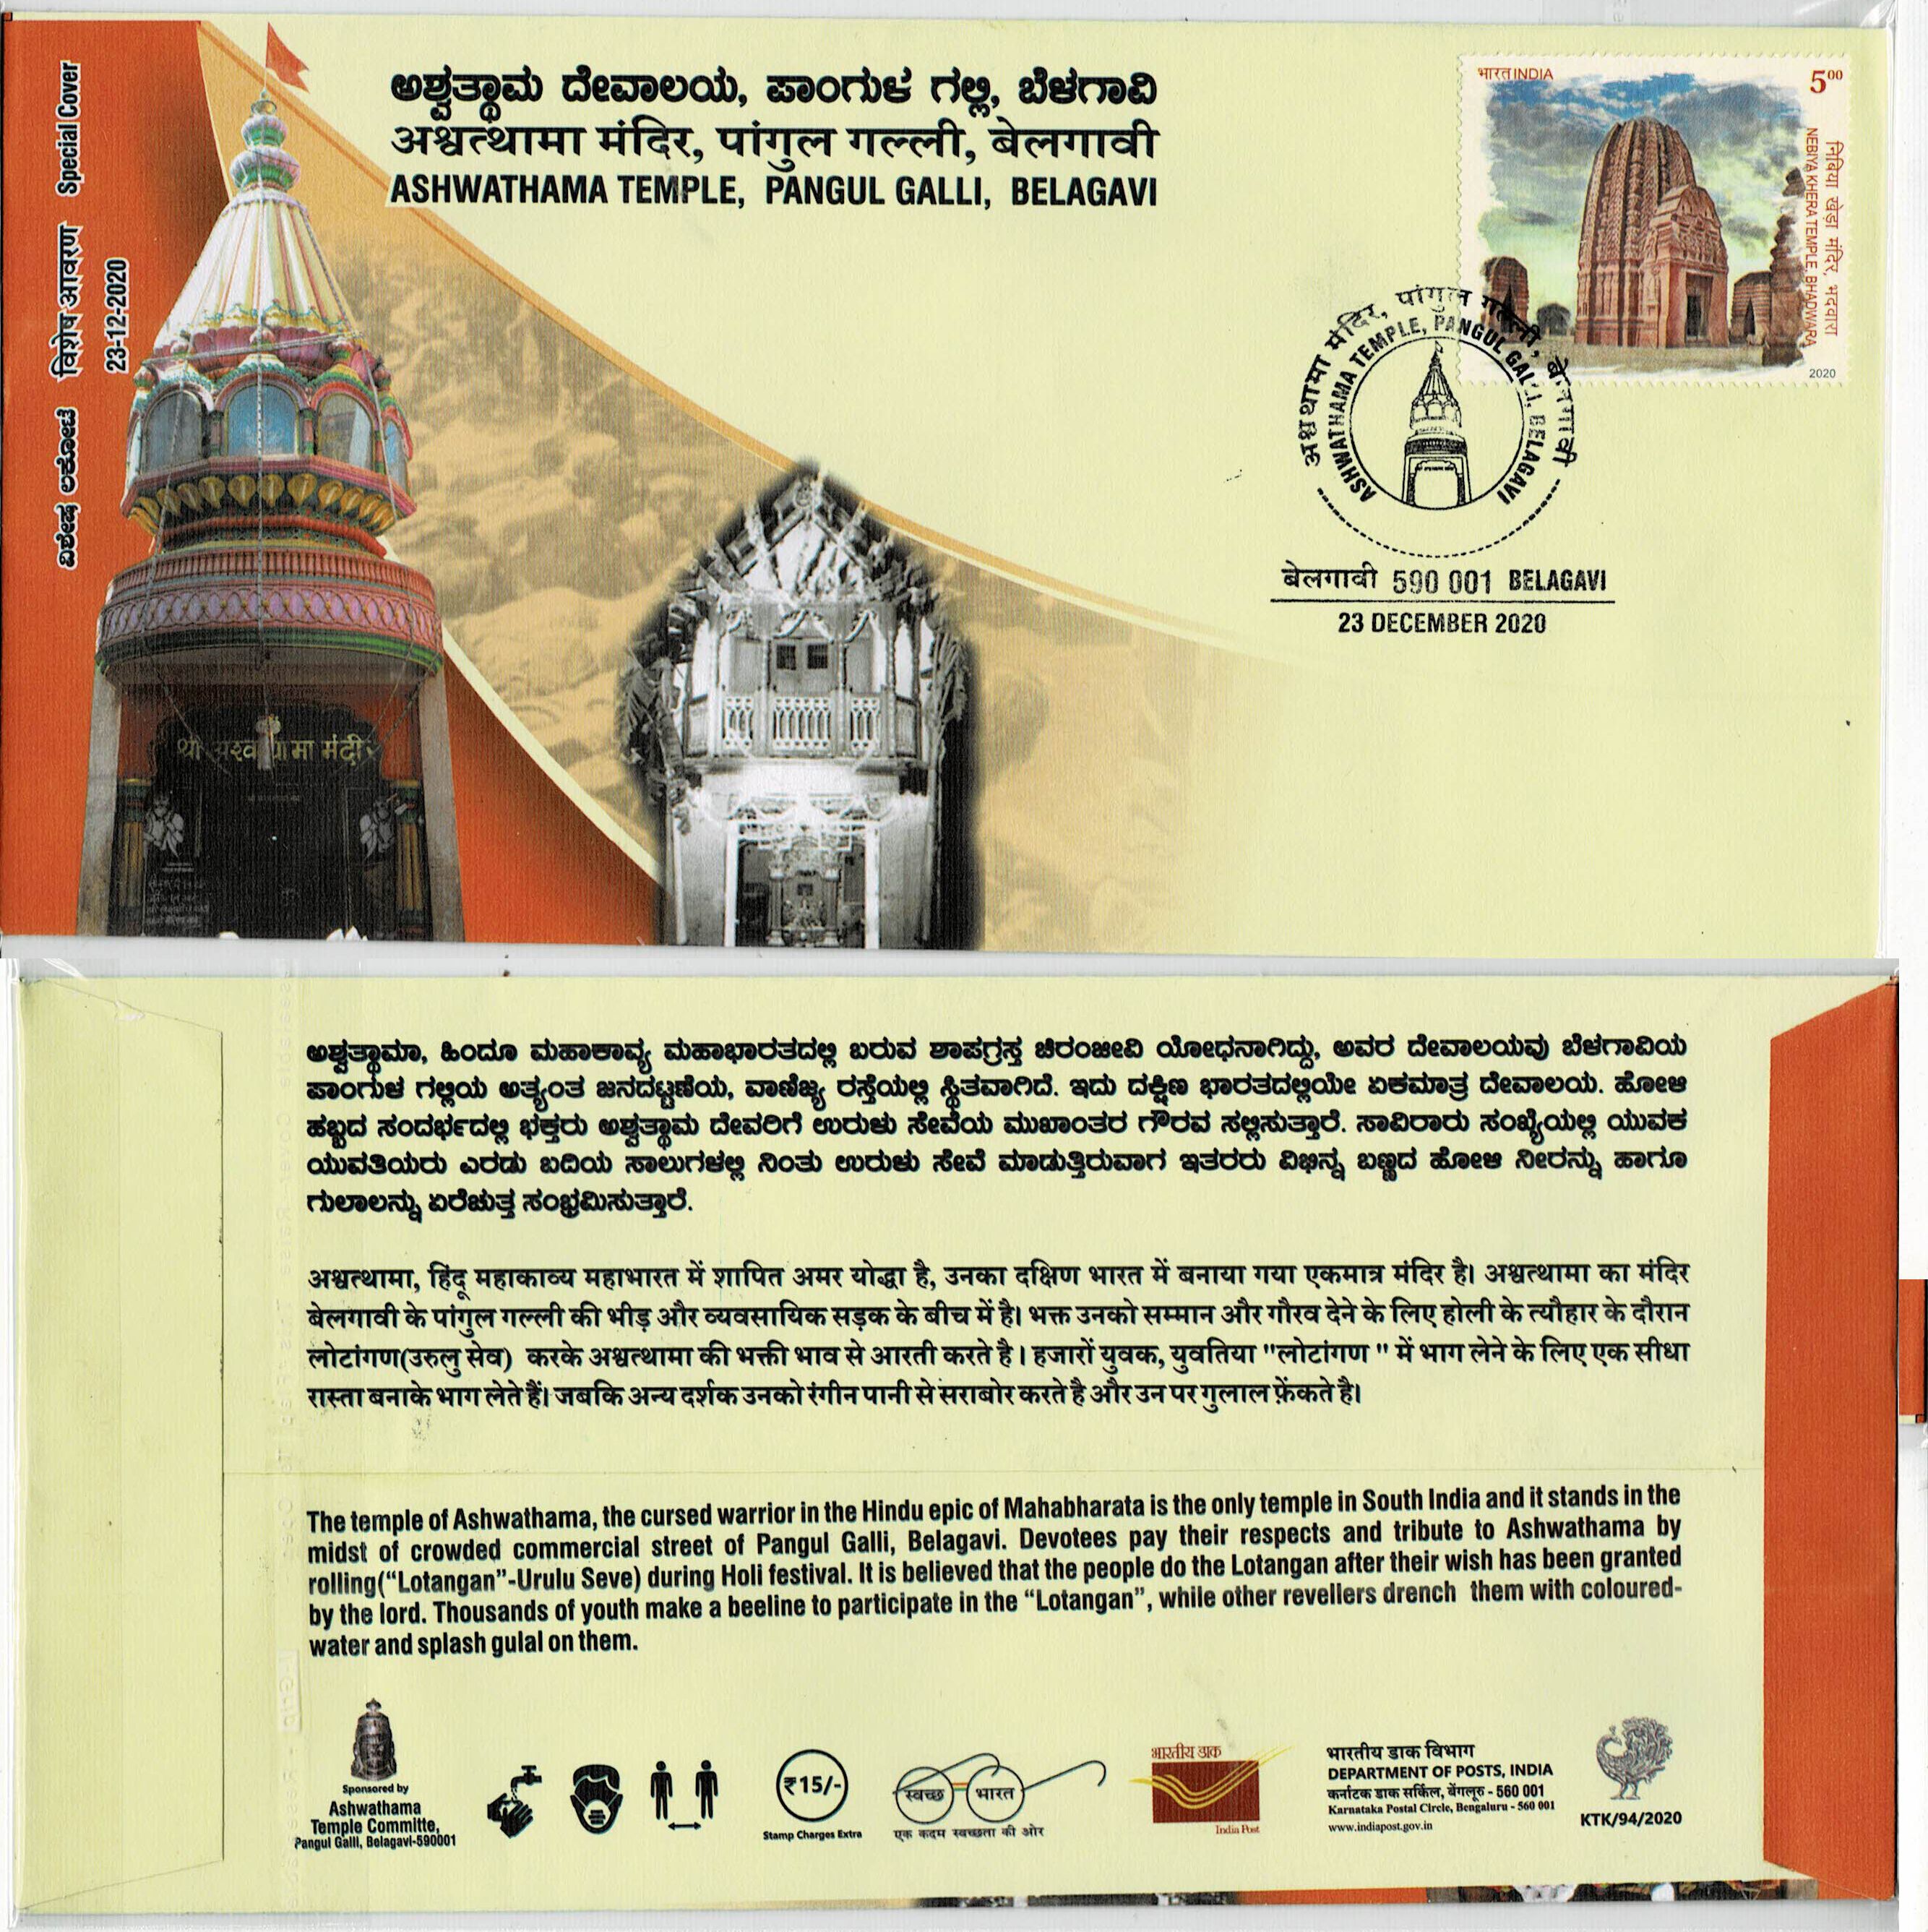 ವಿಶೇಷ ಲಕೋಟೆ विशेष आवरण Special Cover
23-12-2020
ಅಶ್ವತ್ಥಾಮ ದೇವಾಲಯ, ಪಾಂಗುಳ ಗಲ್ಲಿ, ಬೆಳಗಾವಿ
अश्वत्थामा मंदिर, पांगुल गल्ली, बेलगावी
ASHWATHAMA TEMPLE, PANGUL GALLI, BELAGAVI
भारत INDIA
500
निबिया खेड़ा मंदिर, भदवारा
NEBIYA KHERA TEMPLE, BHADWARA
2020
अश्वथामा मंदिर, पांगुल गल्ली, बेलगावी
ASHWATHAMA TEMPLE, PANGUL GALLI, BELAGAVI
बेलगावी 590 001 BELAGAVI
23 DECEMBER 2020
ಅಶ್ವತ್ಥಾಮಾ, ಹಿಂದೂ ಮಹಾಕಾವ್ಯ ಮಹಾಭಾರತದಲ್ಲಿ ಬರುವ ಶಾಪಗ್ರಸ್ತ ಚಿರಂಜೀವಿ ಯೋಧನಾಗಿದ್ದು, ಅವರ ದೇವಾಲಯವು ಬೆಳಗಾವಿಯ
ಪಾಂಗುಳ ಗಲ್ಲಿಯ ಅತ್ಯಂತ ಜನದಟ್ಟಣೆಯ, ವಾಣಿಜ್ಯ ರಸ್ತೆಯಲ್ಲಿ ಸ್ಥಿತವಾಗಿದೆ. ಇದು ದಕ್ಷಿಣ ಭಾರತದಲ್ಲಿಯೇ ಏಕಮಾತ್ರ ದೇವಾಲಯ. ಹೋಳಿ
ಹಬ್ಬದ ಸಂದರ್ಭದಲ್ಲಿ ಭಕ್ತರು ಅಶ್ವತ್ಥಾಮ ದೇವರಿಗೆ ಉರುಳು ಸೇವೆಯ ಮುಖಾಂತರ ಗೌರವ ಸಲ್ಲಿಸುತ್ತಾರೆ. ಸಾವಿರಾರು ಸಂಖ್ಯೆಯಲ್ಲಿ ಯುವಕ
ಯುವತಿಯರು ಎರಡು ಬದಿಯ ಸಾಲುಗಳಲ್ಲಿ ನಿಂತು ಉರುಳು ಸೇವೆ ಮಾಡುತ್ತಿರುವಾಗ ಇತರರು ವಿಭಿನ್ನ ಬಣ್ಣದ ಹೋಳಿ ನೀರನ್ನು ಹಾಗೂ
ಗುಲಾಲನ್ನು ಏರೆಚುತ್ತ ಸಂಭ್ರಮಿಸುತ್ತಾರೆ.
अश्वत्थामा, हिंदू महाकाव्य महाभारत में शापित अमर योद्धा है, उनका दक्षिण भारत में बनाया गया एकमात्र मंदिर है। अश्वत्थामा का मंदिर
बेलगावी के पांगुल गल्ली की भीड़ और व्यवसायिक सड़क के बीच में है। भक्त उनको सम्मान और गौरव देने के लिए होली के त्यौहार के दौरान
लोटांगण(उरुलु सेव) करके अश्वत्थामा की भक्ती भाव से आरती करते है। हजारों युवक, युवतिया "लोटांगण " में भाग लेने के लिए एक सीधा
रास्ता बनाके भाग लेते हैं। जबकि अन्य दर्शक उनको रंगीन पानी से सराबोर करते है और उन पर गुलाल फ़ेंकते है।
The temple of Ashwathama, the cursed warrior in the Hindu epic of Mahabharata is the only temple in South India and it stands in the
midst of crowded commercial street of Pangul Galli, Belagavi. Devotees pay their respects and tribute to Ashwathama by
rolling(“Lotangan”-Urulu Seve) during Holi festival. It is believed that the people do the Lotangan after their wish has been granted
by the lord. Thousands of youth make a beeline to participate in the “Lotangan”, while other revellers drench them with coloured-
water and splash gulal on them.
Sponsored by
Ashwathama
Temple Committe,
Pangul Galli, Belagavi-590001
₹15/-
Stamp Charges Extra
स्वच्छ भारत
एक कदम स्वच्छता की ओर
भारतीय डाक
India Post
भारतीय डाक विभाग
DEPARTMENT OF POSTS, INDIA
कर्नाटक डाक सर्किल, बेंगलूरु - 560 001
Karnataka Postal Circle, Bengaluru - 560 001
www.indiapost.gov.in
KTK/94/2020